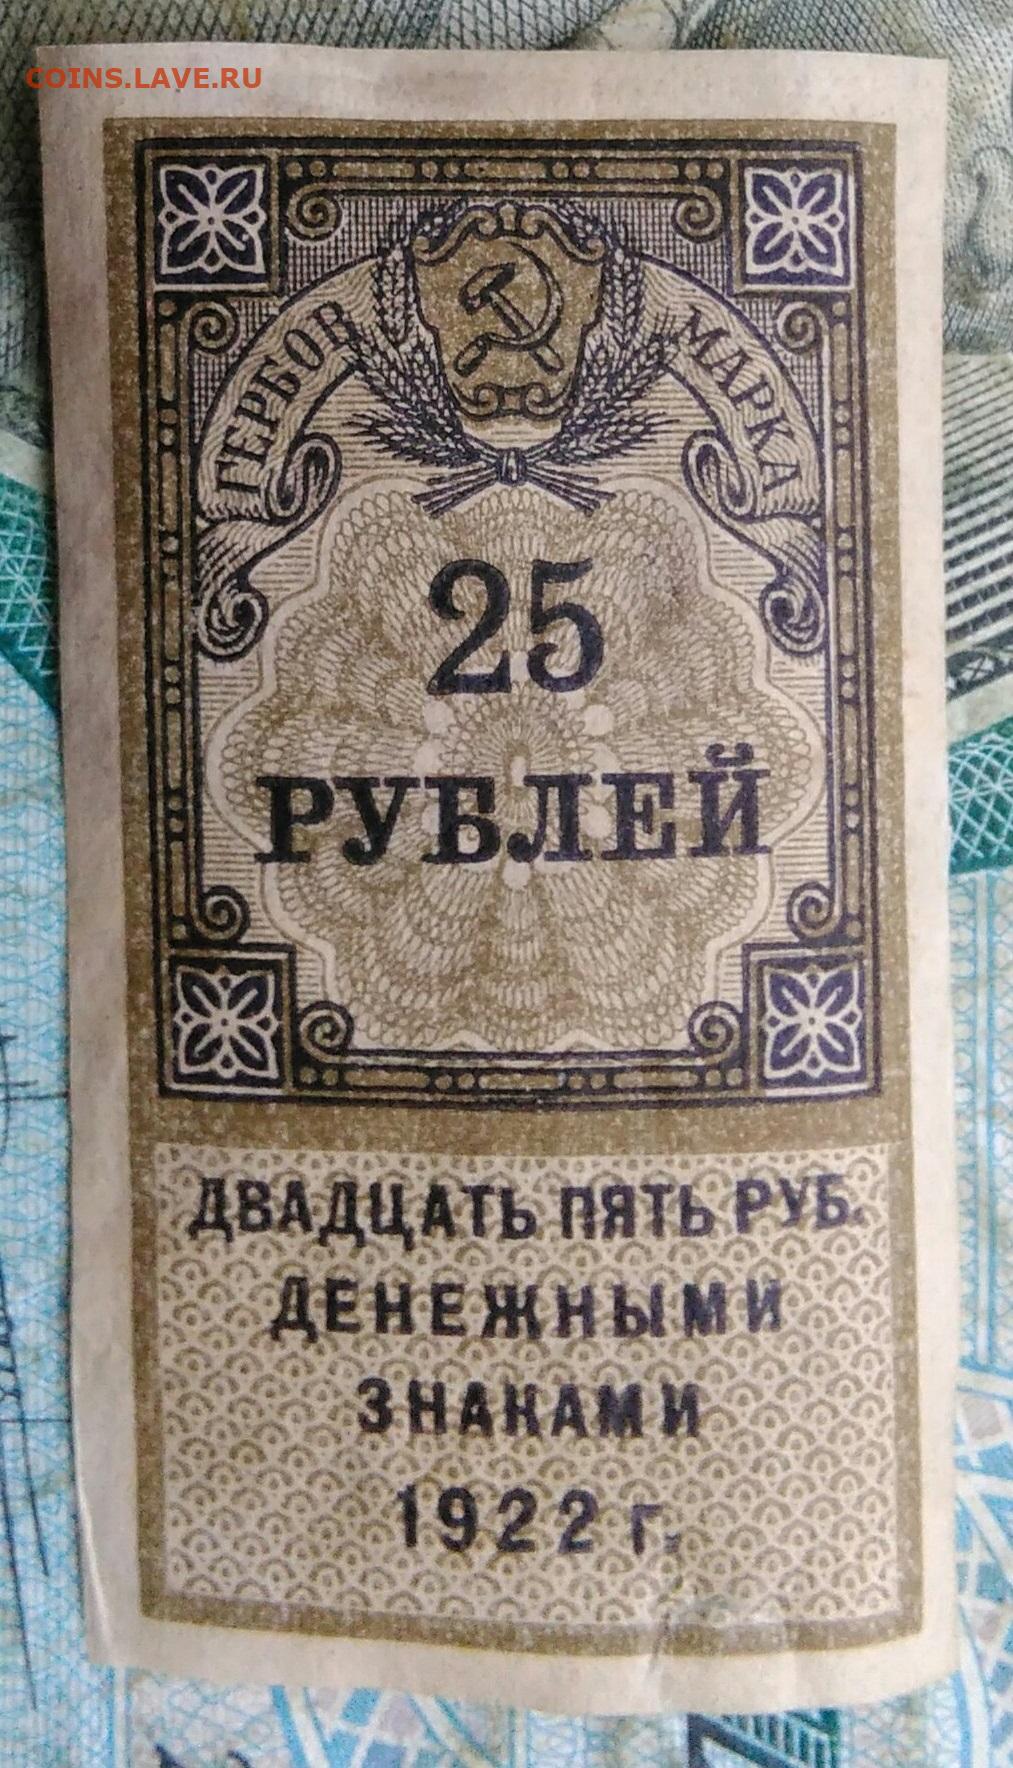 COINS.LAVE.RU
ГЕРБОВ МАРКА
25
РУБЛЕЙ
ДВАДЦАТЬ ПЯТЬ РУБ.
ДЕНЕЖНЫМИ
ЗНАКАМИ
1922 г.